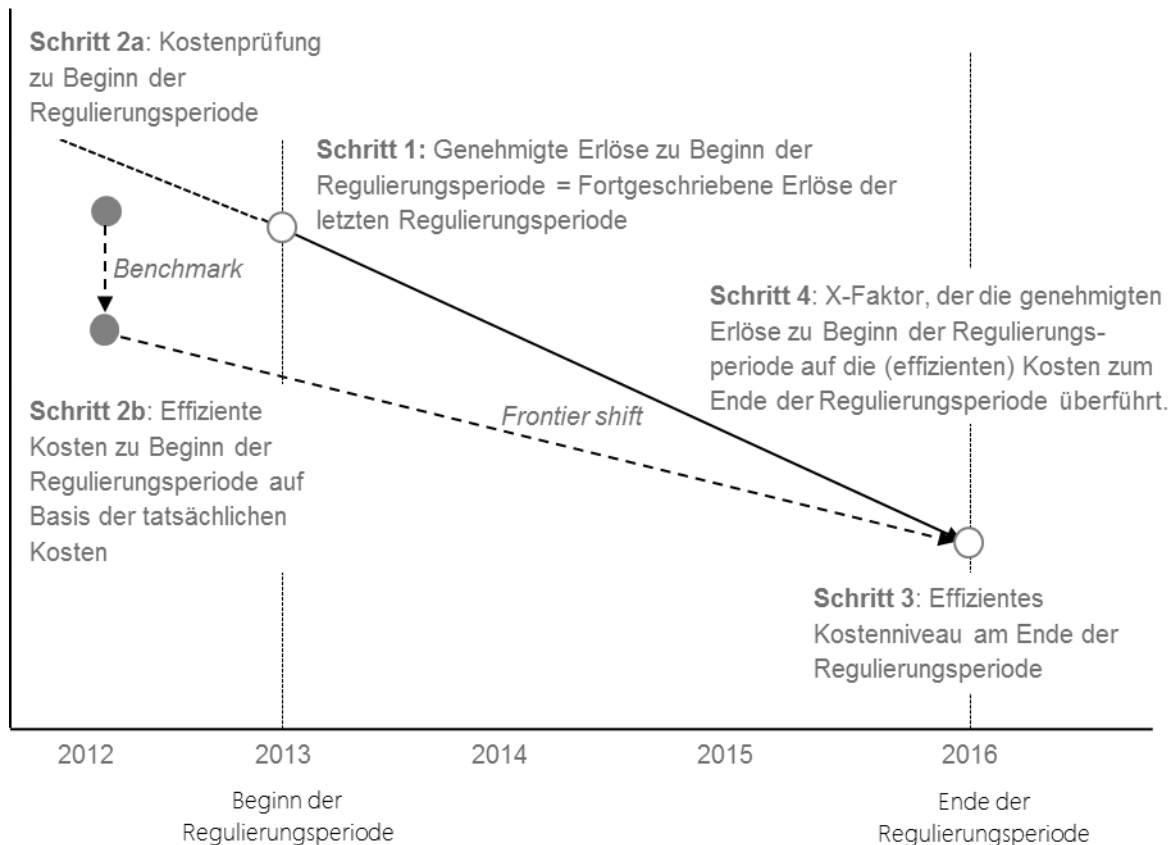 Schritt 2a: Kostenprüfung
zu Beginn der
Regulierungsperiode
Schritt 1: Genehmigte Erlöse zu Beginn der
Regulierungsperiode = Fortgeschriebene Erlöse der
letzten Regulierungsperiode
Benchmark
Schritt 4: X-Faktor, der die genehmigten
Erlöse zu Beginn der Regulierungs-
periode auf die (effizienten) Kosten zum
Ende der Regulierungsperiode überführt.
Schritt 2b: Effiziente
Kosten zu Beginn der
Regulierungsperiode auf
Basis der tatsächlichen
Kosten
Frontier shift
Schritt 3: Effizientes
Kostenniveau am Ende der
Regulierungsperiode
2012 2013 2014 2015 2016
Beginn der
Regulierungsperiode
Ende der
Regulierungsperiode